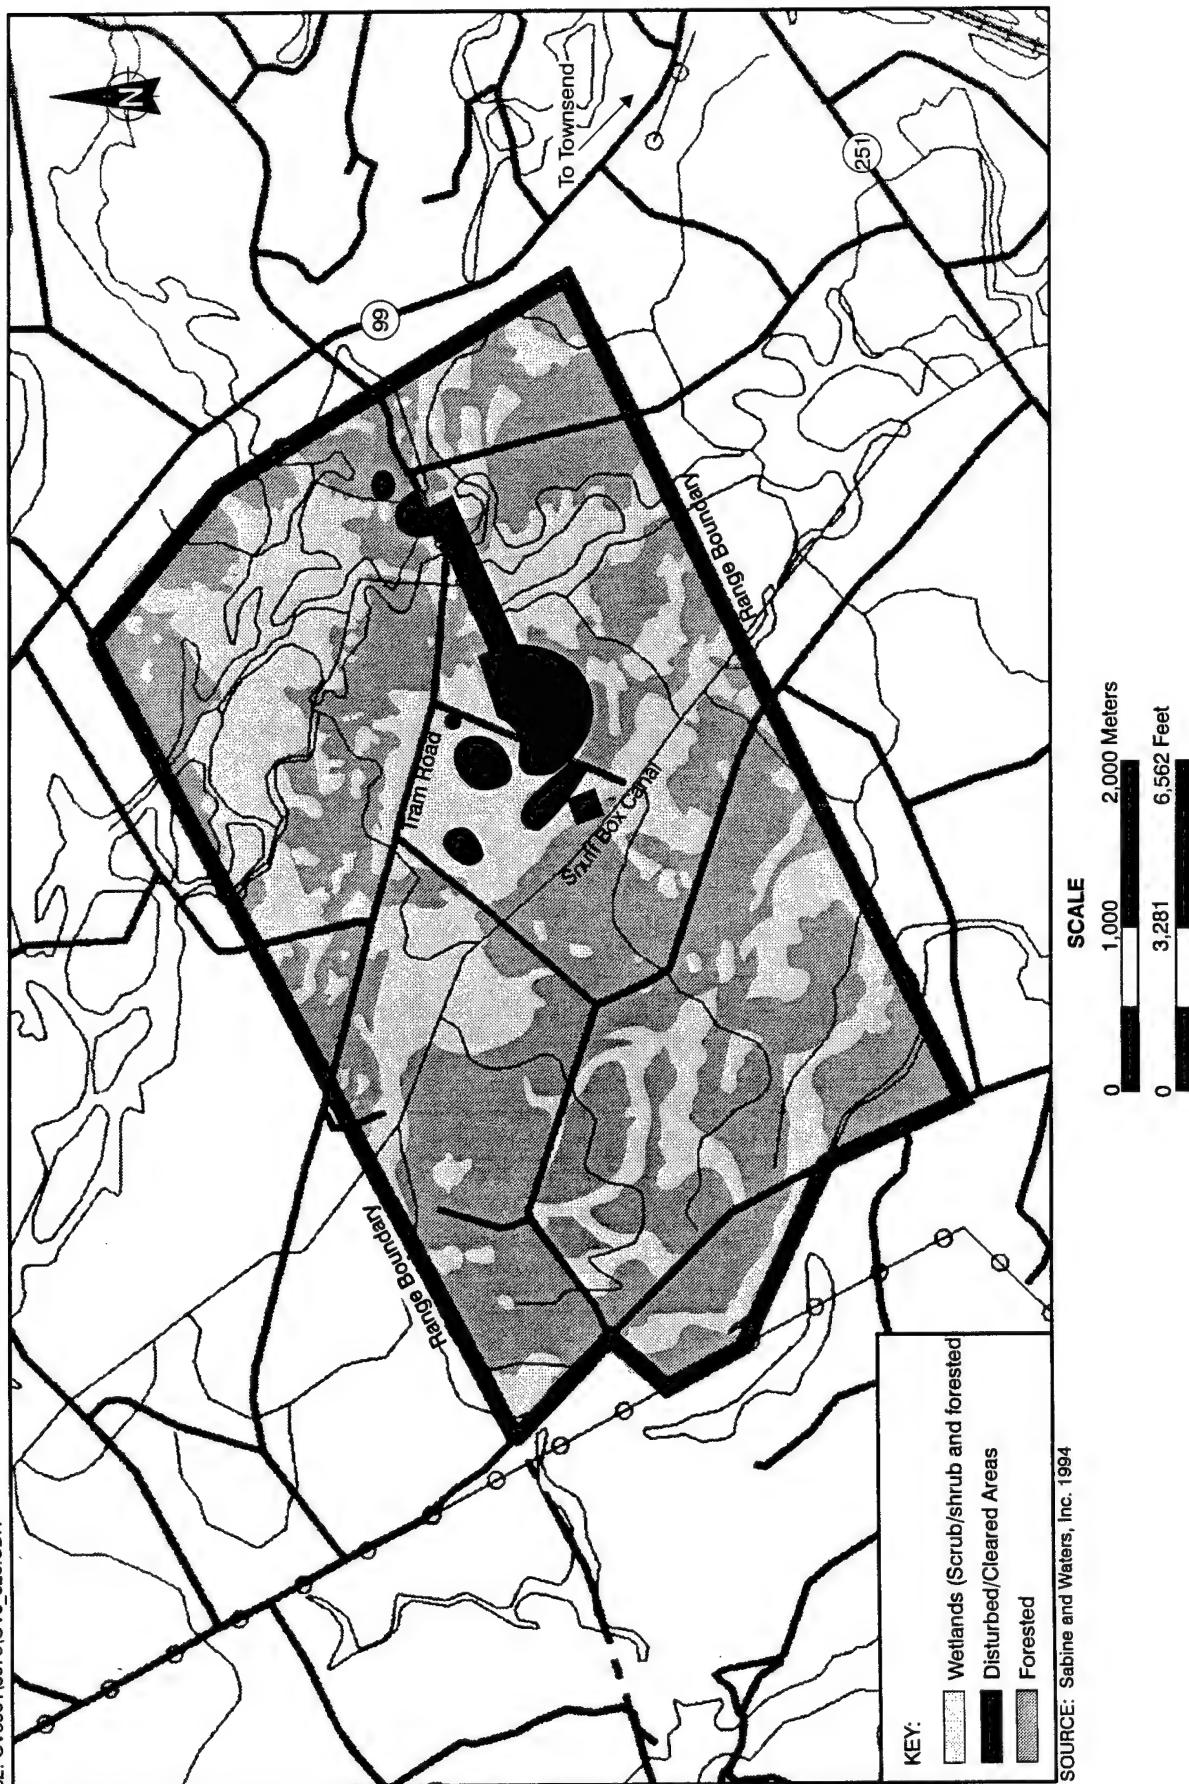 N
To Townsend
251
99
Range Boundary
Tram Road
Snuff Box Canal
Range Boundary
KEY:
Wetlands (Scrub/shrub and forested
Disturbed/Cleared Areas
Forested
SOURCE: Sabine and Waters, Inc. 1994
SCALE
0 1,000 2,000 Meters
0 3,281 6,562 Feet